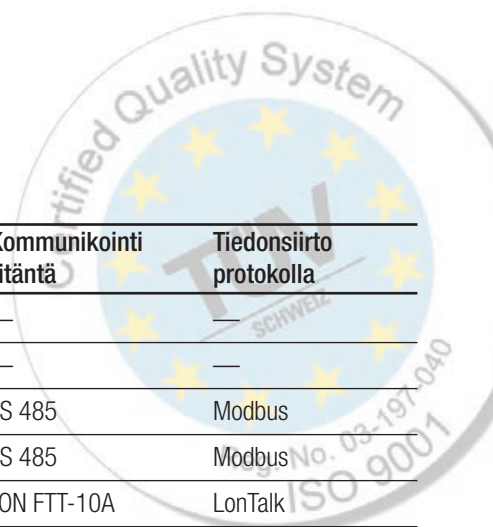 Certified Quality System
TÜV
SCHWEIZ
Reg. No. 03-197-040
ISO 9001
Kommunikointi Tiedonsiirto
itäntä protokolla
— —
— —
S 485 Modbus
S 485 Modbus
ON FTT-10A LonTalk